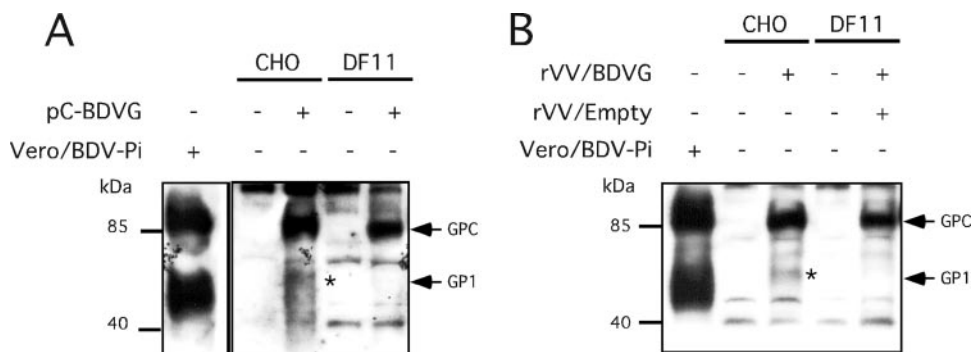 A
CHO DF11
pC-BDVG - - + - +
Vero/BDV-Pi + - - - -
kDa
85
GPC
*
GP1
40
B
CHO DF11
rVV/BDVG - - + - +
rVV/Empty - - - - +
Vero/BDV-Pi + - - - -
kDa
85
GPC
*
GP1
40